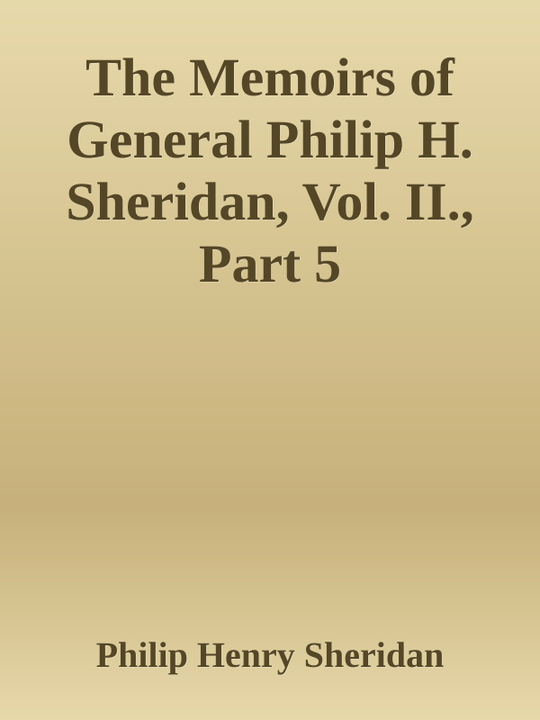 The Memoirs of
General Philip H.
Sheridan, Vol. II.,
Part 5
Philip Henry Sheridan